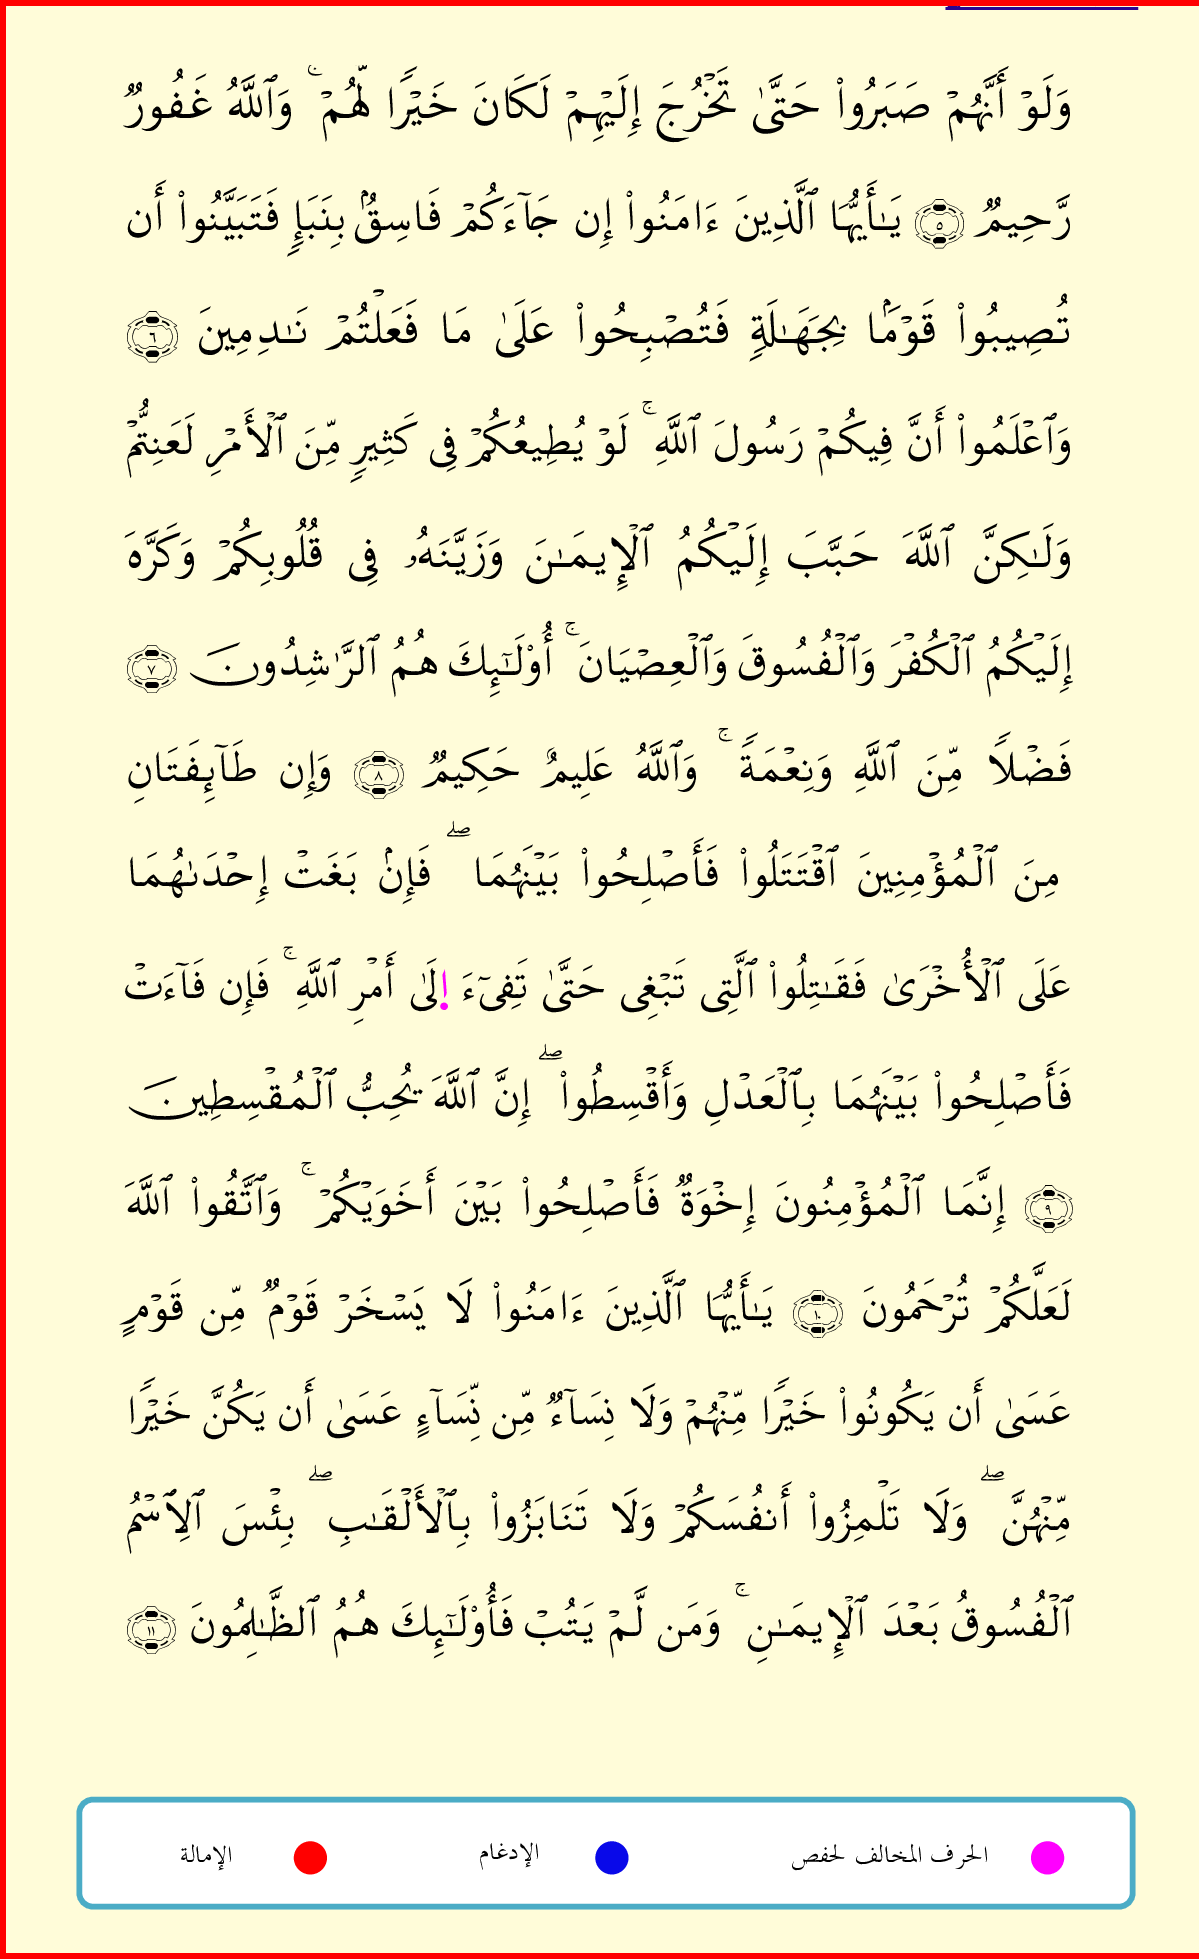 وَلَوۡ أَنَّهُمۡ صَبَرُواْ حَتَّىٰ تَخۡرُجَ إِلَيۡهِمۡ لَكَانَ خَيۡرٗا لَّهُمۡۚ وَٱللَّهُ غَفُورٞ
رَّحِيمٞ ٥ يَـٰٓأَيُّهَا ٱلَّذِينَ ءَامَنُوٓاْ إِن جَآءَكُمۡ فَاسِقُۢ بِنَبَإٖ فَتَبَيَّنُوٓاْ أَن
تُصِيبُواْ قَوۡمَۢا بِجَهَـٰلَةٖ فَتُصۡبِحُواْ عَلَىٰ مَا فَعَلۡتُمۡ نَـٰدِمِينَ ٦
وَٱعۡلَمُوٓاْ أَنَّ فِيكُمۡ رَسُولَ ٱللَّهِۚ لَوۡ يُطِيعُكُمۡ فِى كَثِيرٖ مِّنَ ٱلۡأَمۡرِ لَعَنِتُّمۡ
وَلَـٰكِنَّ ٱللَّهَ حَبَّبَ إِلَيۡكُمُ ٱلۡإِيمَـٰنَ وَزَيَّنَهُۥ فِى قُلُوبِكُمۡ وَكَرَّهَ
إِلَيۡكُمُ ٱلۡكُفۡرَ وَٱلۡفُسُوقَ وَٱلۡعِصۡيَانَۚ أُوْلَـٰٓئِكَ هُمُ ٱلرَّٰشِدُونَ ٧
فَضۡلٗا مِّنَ ٱللَّهِ وَنِعۡمَةٗۚ وَٱللَّهُ عَلِيمٌ حَكِيمٞ ٨ وَإِن طَآئِفَتَانِ
مِنَ ٱلۡمُؤۡمِنِينَ ٱقۡتَتَلُواْ فَأَصۡلِحُواْ بَيۡنَهُمَاۖ فَإِنۢ بَغَتۡ إِحۡدَىٰهُمَا
عَلَى ٱلۡأُخۡرَىٰ فَقَـٰتِلُواْ ٱلَّتِى تَبۡغِى حَتَّىٰ تَفِىٓءَ اِلَىٰٓ أَمۡرِ ٱللَّهِۚ فَإِن فَآءَتۡ
فَأَصۡلِحُواْ بَيۡنَهُمَا بِٱلۡعَدۡلِ وَأَقۡسِطُوٓاْۖ إِنَّ ٱللَّهَ يُحِبُّ ٱلۡمُقۡسِطِينَ
٩ إِنَّمَا ٱلۡمُؤۡمِنُونَ إِخۡوَةٞ فَأَصۡلِحُواْ بَيۡنَ أَخَوَيۡكُمۡۚ وَٱتَّقُواْ ٱللَّهَ
لَعَلَّكُمۡ تُرۡحَمُونَ ١٠ يَـٰٓأَيُّهَا ٱلَّذِينَ ءَامَنُواْ لَا يَسۡخَرۡ قَوۡمٞ مِّن قَوۡمٍ
عَسَىٰٓ أَن يَكُونُواْ خَيۡرٗا مِّنۡهُمۡ وَلَا نِسَآءٞ مِّن نِّسَآءٍ عَسَىٰٓ أَن يَكُنَّ خَيۡرٗا
مِّنۡهُنَّۖ وَلَا تَلۡمِزُوٓاْ أَنفُسَكُمۡ وَلَا تَنَابَزُواْ بِٱلۡأَلۡقَـٰبِۖ بِئۡسَ ٱلِٱسۡمُ
ٱلۡفُسُوقُ بَعۡدَ ٱلۡإِيمَـٰنِۚ وَمَن لَّمۡ يَتُبۡ فَأُوْلَـٰٓئِكَ هُمُ ٱلظَّـٰلِمُونَ ١١
الحرف المخالف لحفص الإدغام الإمالة